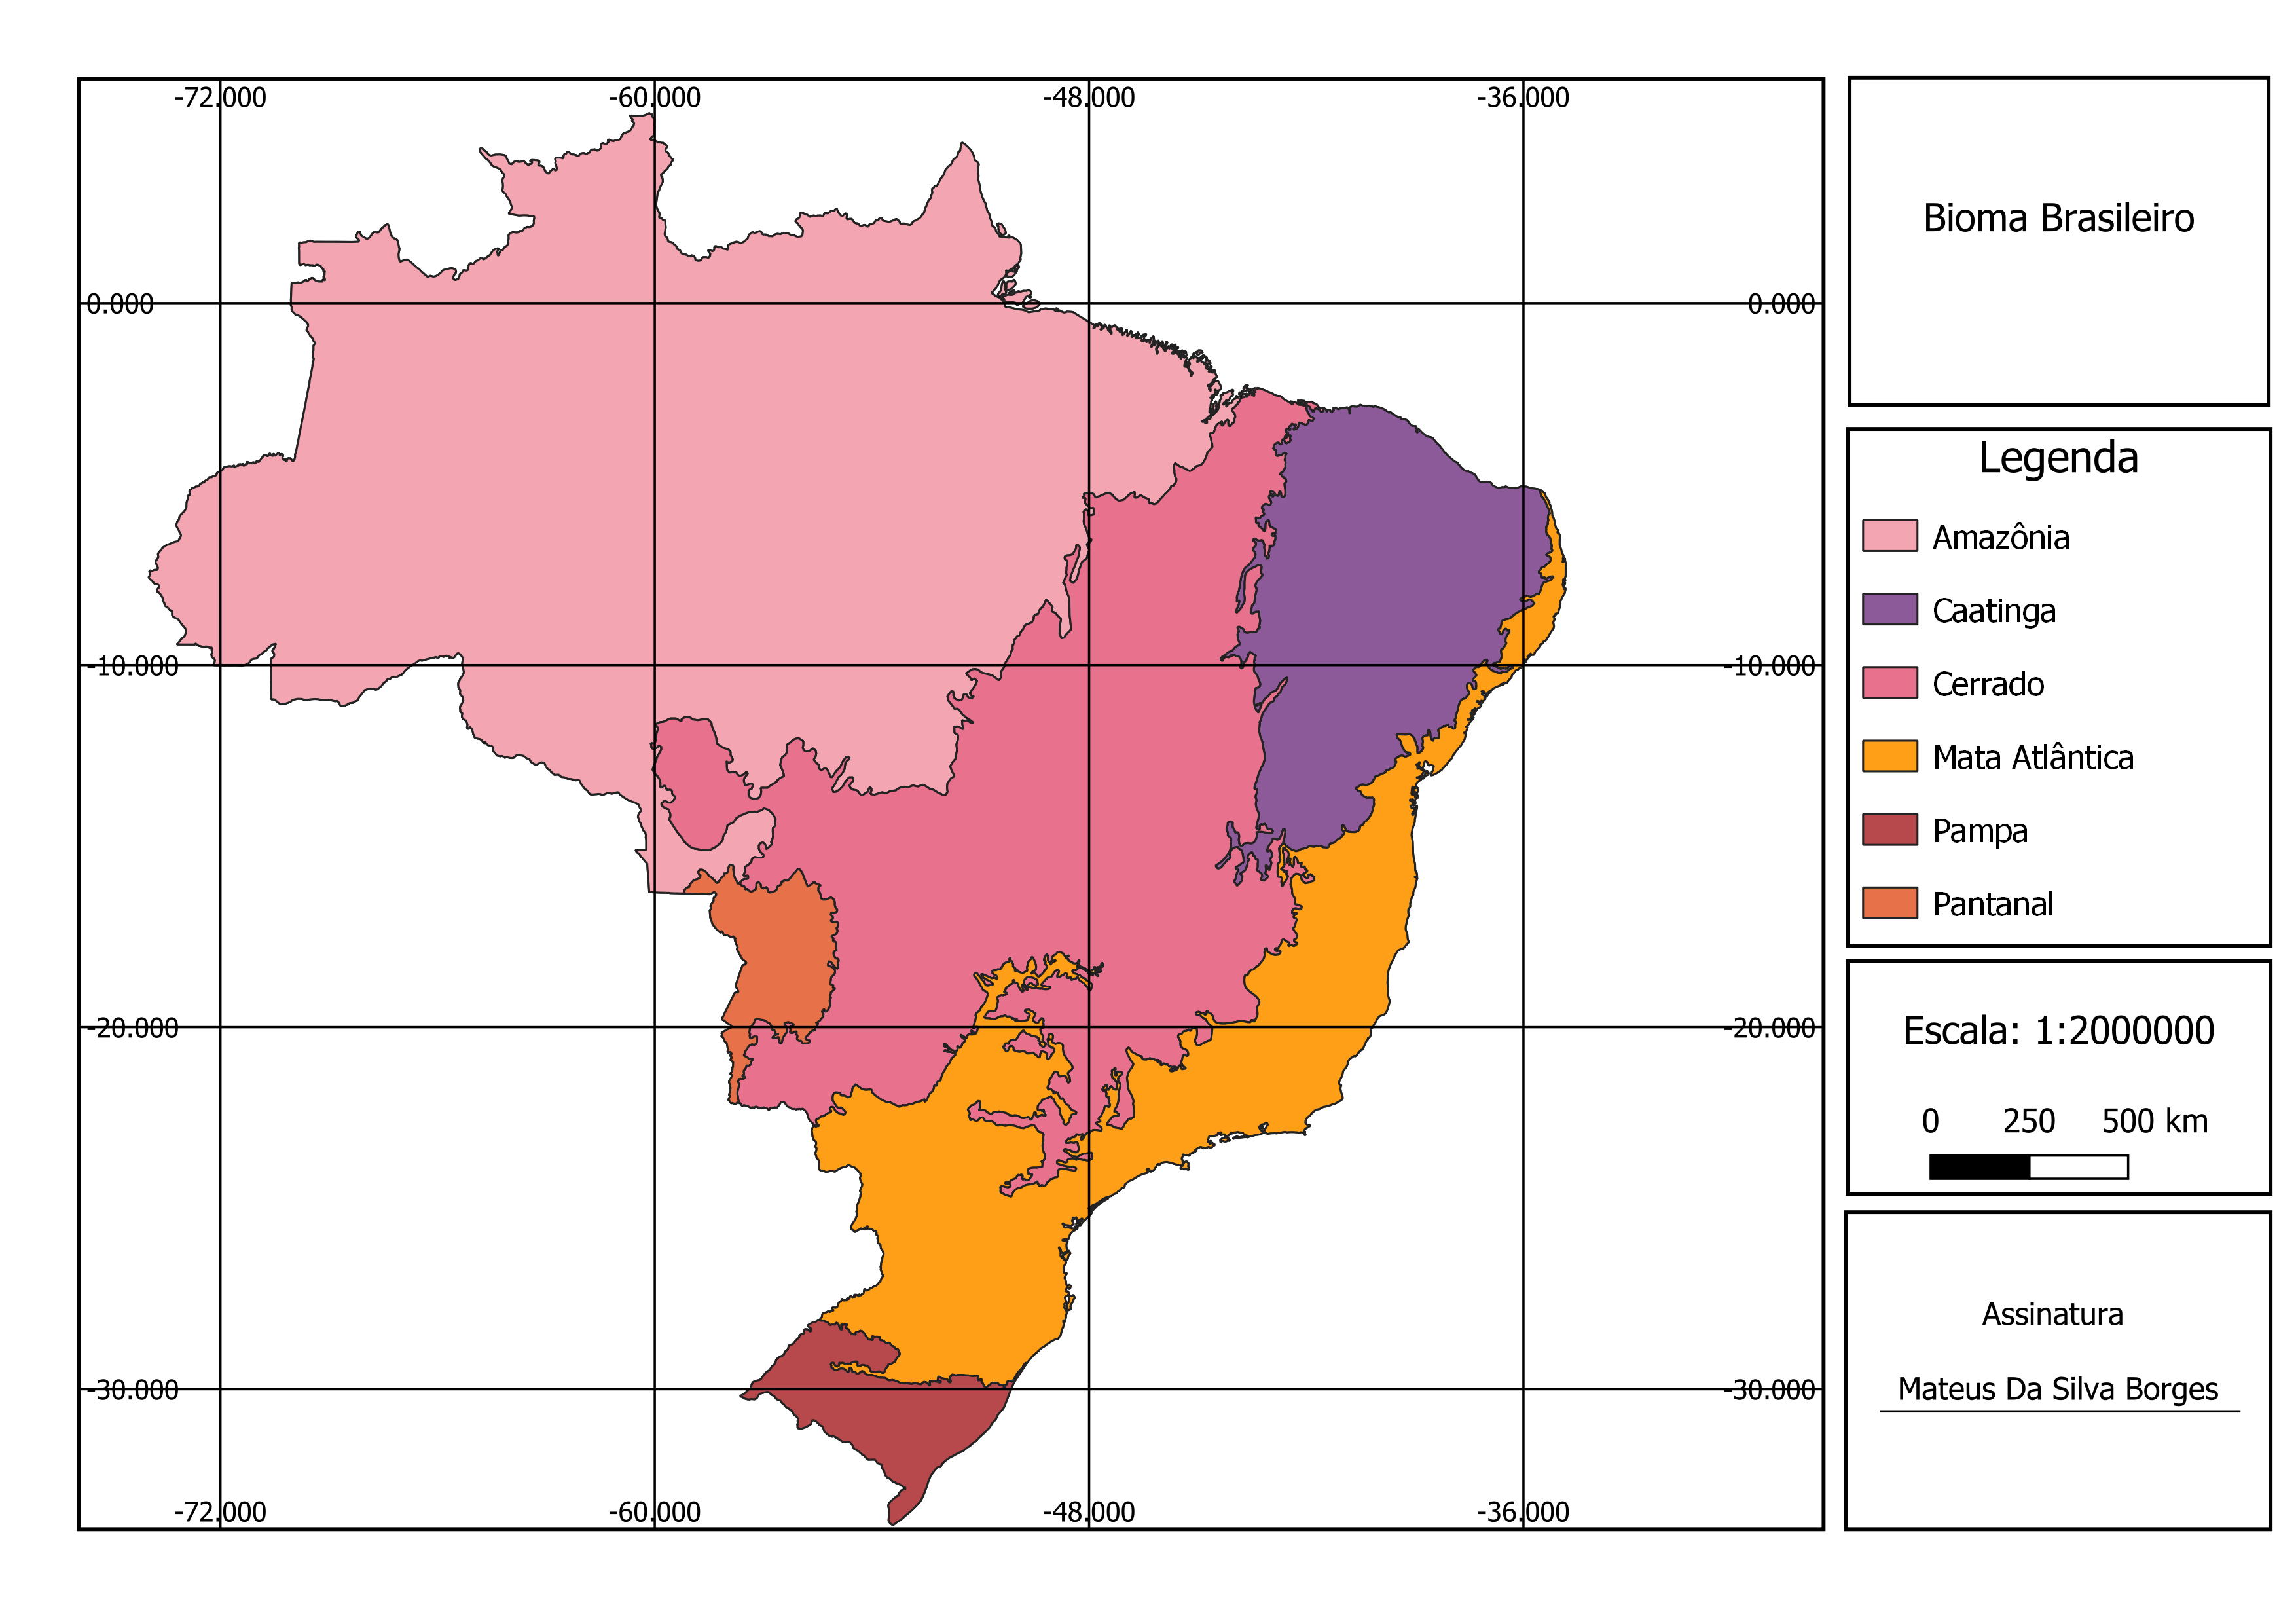 -72.000 -60.000 -48.000 -36.000
0.000 0.000
-10.000 -10.000
-20.000 -20.000
-30.000 -30.000
-72.000 -60.000 -48.000 -36.000
Bioma Brasileiro
Legenda
Amazônia
Caatinga
Cerrado
Mata Atlântica
Pampa
Pantanal
Escala: 1:2000000
0 250 500 km
Assinatura
Mateus Da Silva Borges